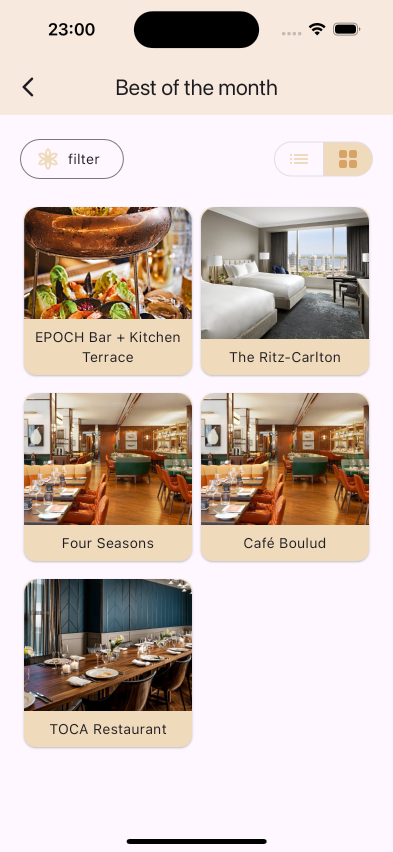 23:00
Best of the month
filter
EPOCH Bar + Kitchen
Terrace
The Ritz-Carlton
Four Seasons
Café Boulud
TOCA Restaurant